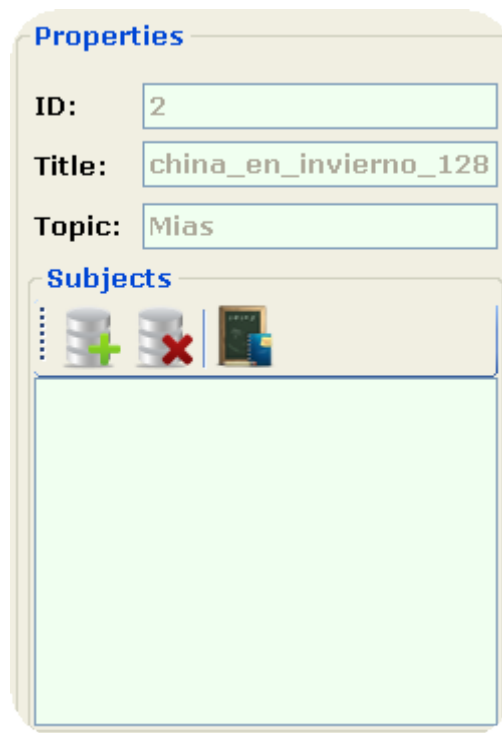 Properties
ID: 2
Title: china_en_invierno_128
Topic: Mias
Subjects